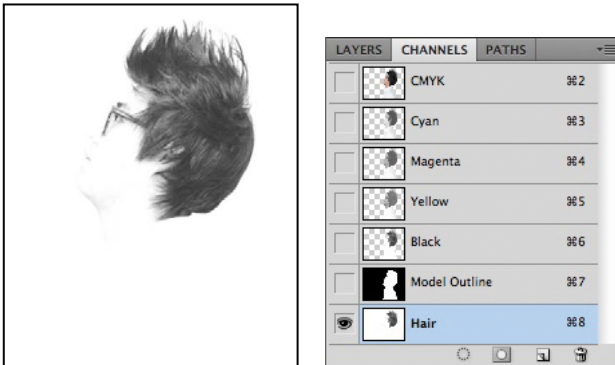 LAYERS CHANNELS PATHS
CMYK ⌘2
Cyan ⌘3
Magenta ⌘4
Yellow ⌘5
Black ⌘6
Model Outline ⌘7
Hair ⌘8